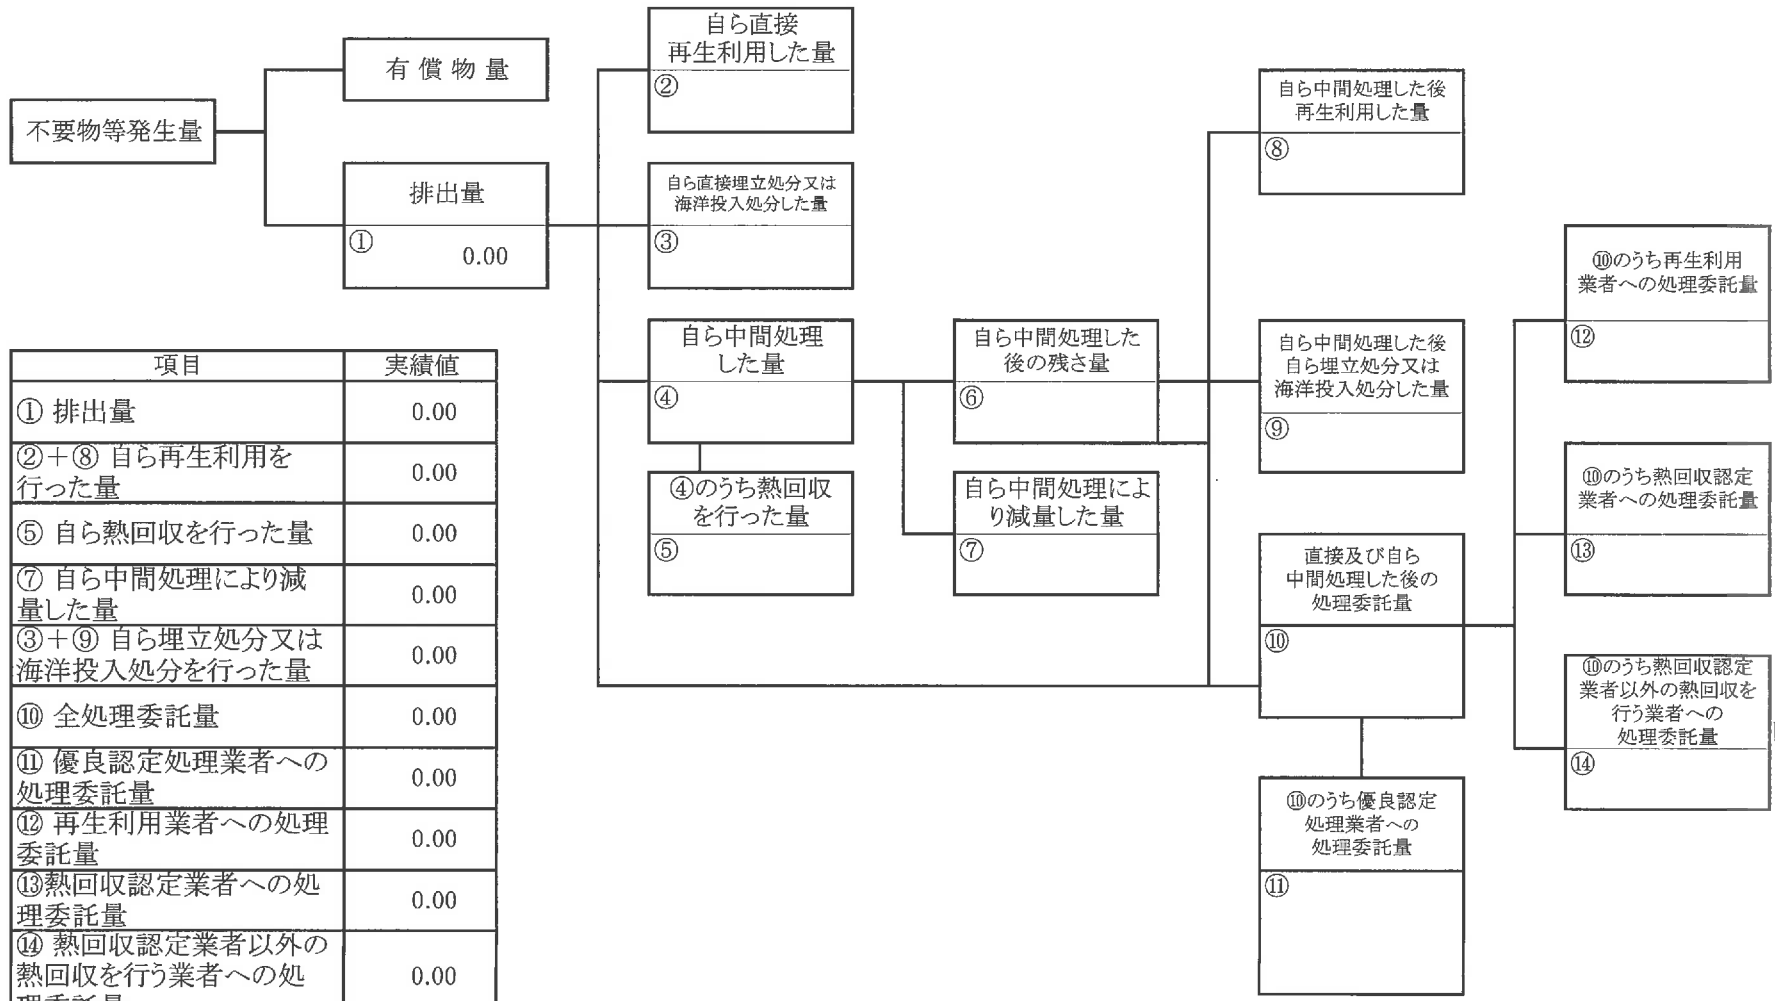 不要物等発生量
有償物量
排出量
①
0.00
自ら直接
再生利用した量
②
自ら直接埋立処分又は
海洋投入処分した量
③
自ら中間処理
した量
④
④のうち熱回収
を行った量
⑤
自ら中間処理した
後の残さ量
⑥
自ら中間処理によ
り減量した量
⑦
自ら中間処理した後
再生利用した量
⑧
自ら中間処理した後
自ら埋立処分又は
海洋投入処分した量
⑨
直接及び自ら
中間処理した後の
処理委託量
⑩
⑩のうち優良認定
処理業者への
処理委託量
⑪
⑩のうち再生利用
業者への処理委託量
⑫
⑩のうち熱回収認定
業者への処理委託量
⑬
⑩のうち熱回収認定
業者以外の熱回収を
行う業者への
処理委託量
⑭
項目 実績値
① 排出量 0.00
②＋⑧ 自ら再生利用を
行った量 0.00
⑤ 自ら熱回収を行った量 0.00
⑦ 自ら中間処理により減
量した量 0.00
③＋⑨ 自ら埋立処分又は
海洋投入処分を行った量 0.00
⑩ 全処理委託量 0.00
⑪ 優良認定処理業者への
処理委託量 0.00
⑫ 再生利用業者への処理
委託量 0.00
⑬熱回収認定業者への処
理委託量 0.00
⑭ 熱回収認定業者以外の
熱回収を行う業者への処 0.00
理委託量